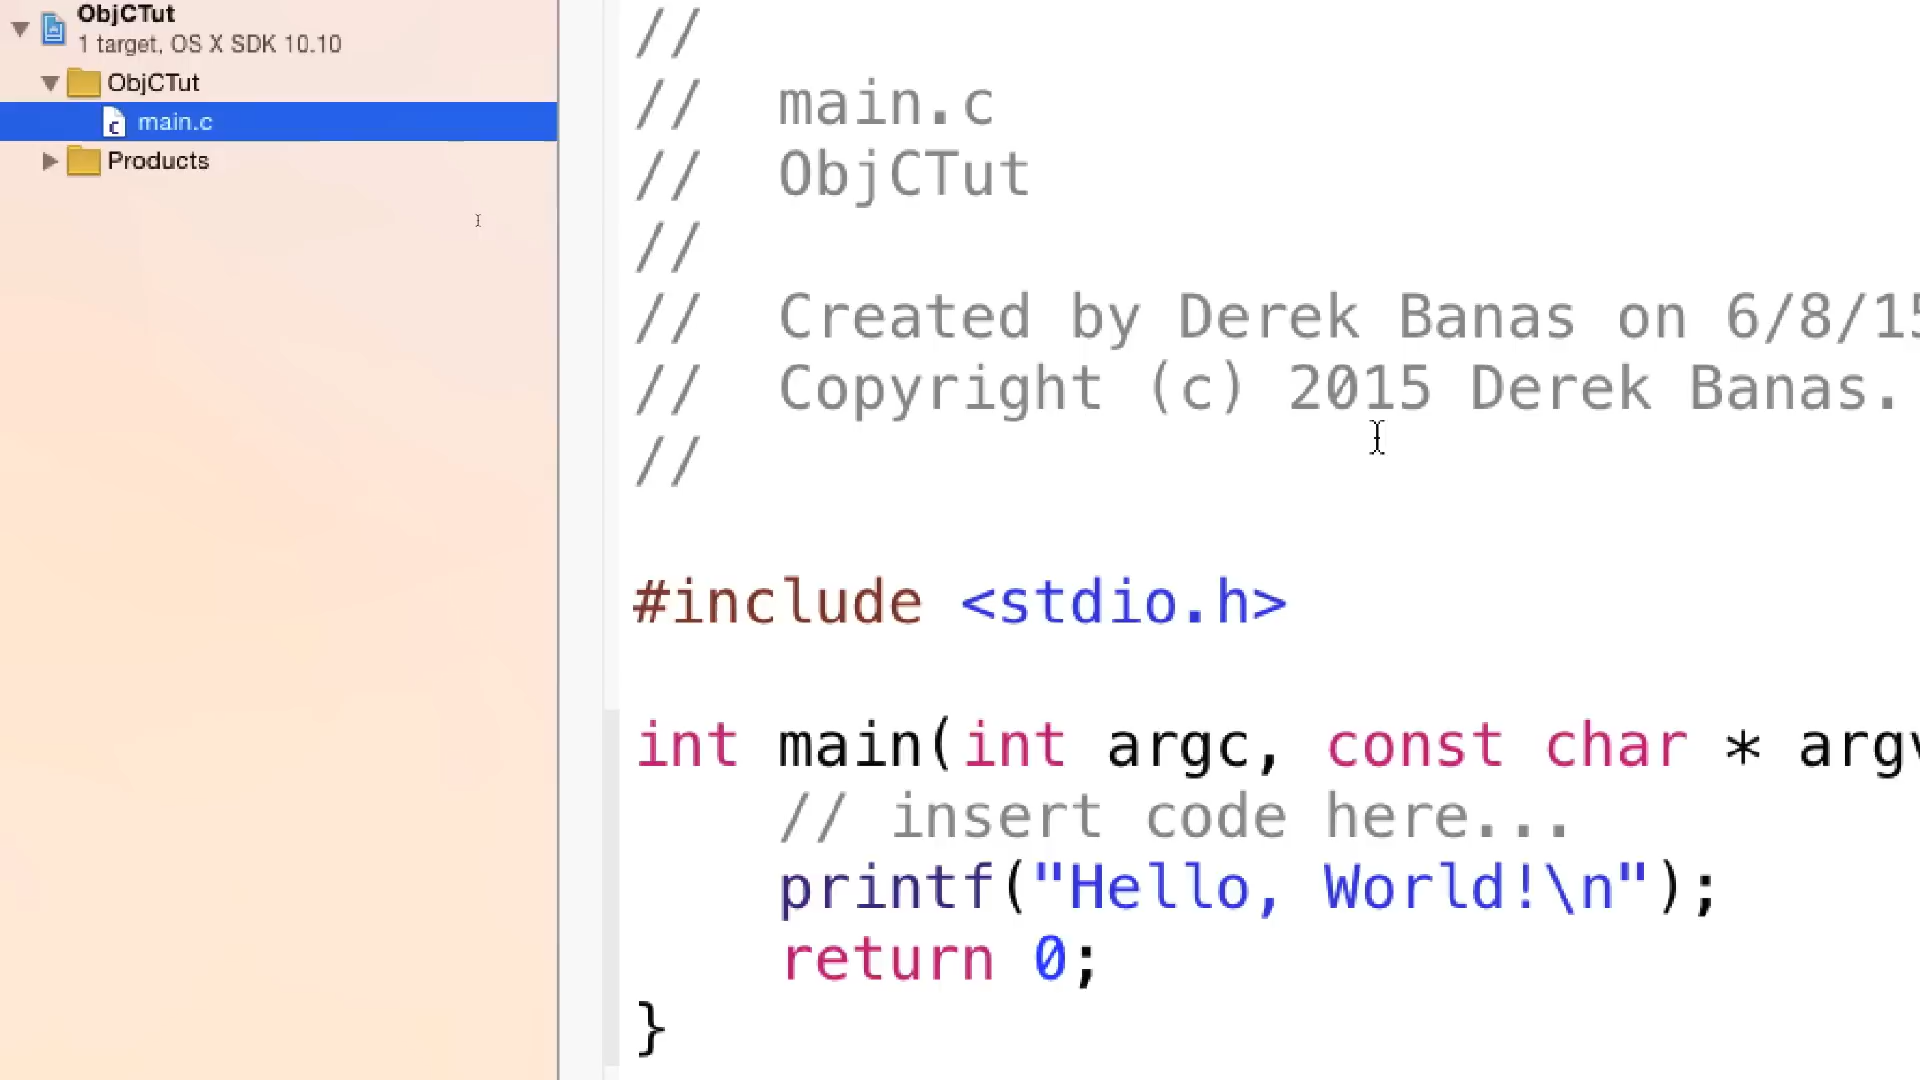 ObjCTut
1 target, OS X SDK 10.10
ObjCTut
main.c
Products
//
//  main.c
//  ObjCTut
//
//  Created by Derek Banas on 6/8/15
//  Copyright (c) 2015 Derek Banas.
//
#include <stdio.h>
int main(int argc, const char * argv
    // insert code here...
    printf("Hello, World!\n");
    return 0;
}